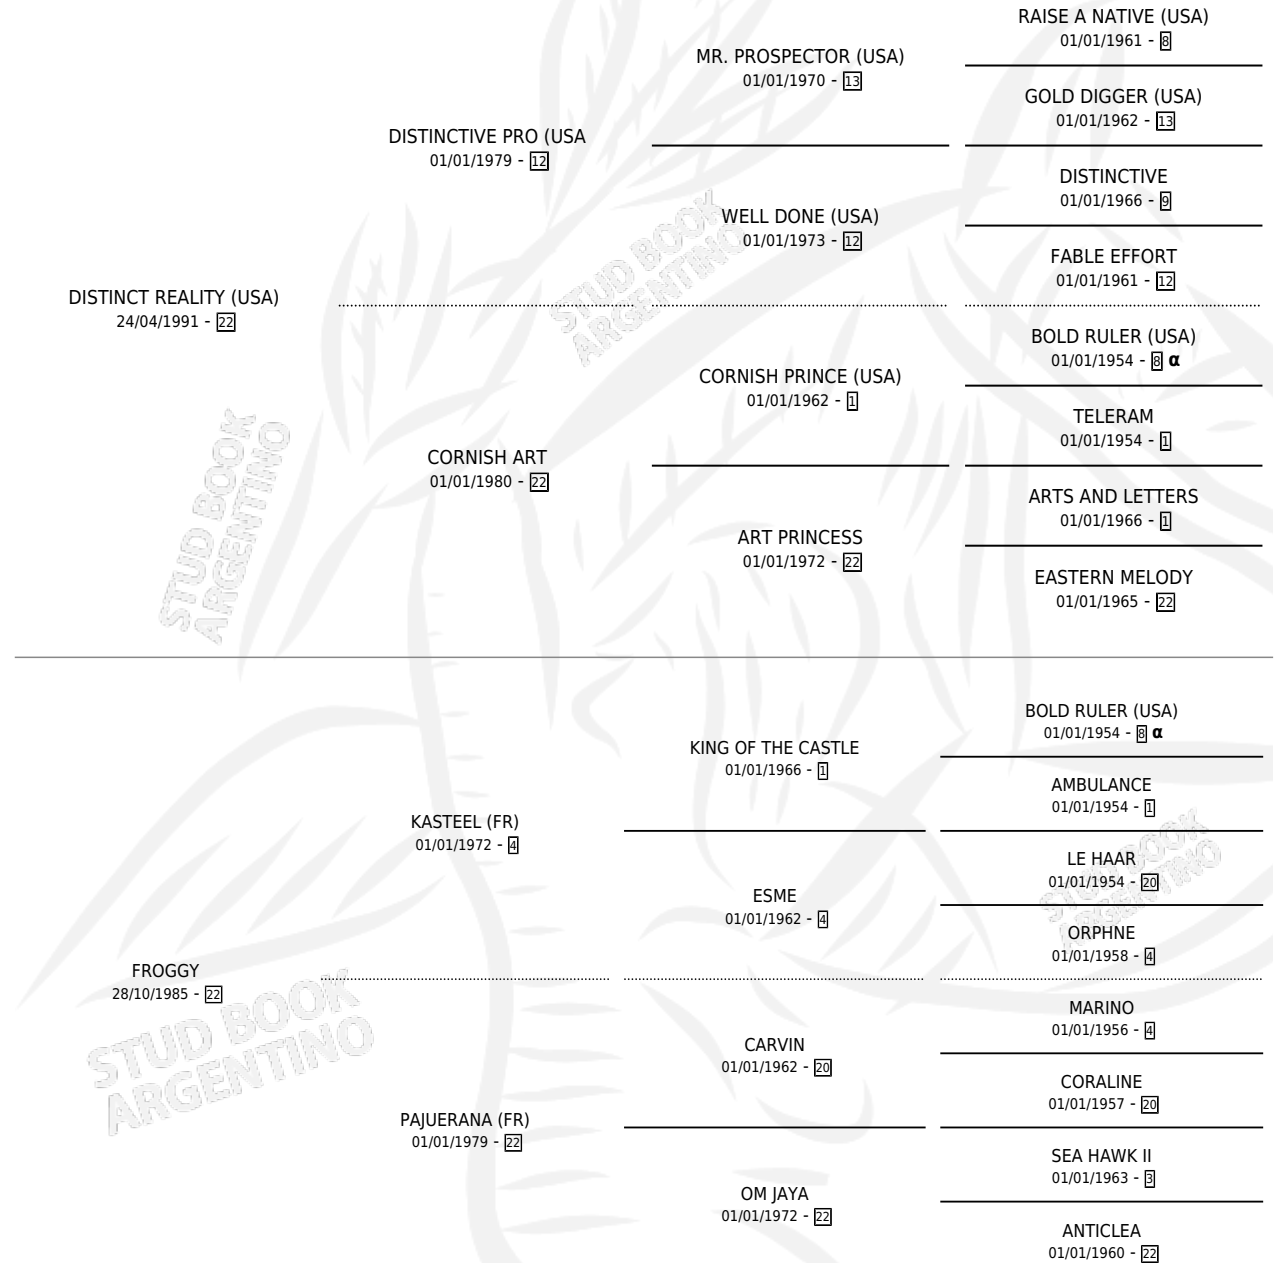 RAISE A NATIVE (USA)
01/01/1961 - 8
MR. PROSPECTOR (USA)
01/01/1970 - 13
GOLD DIGGER (USA)
01/01/1962 - 13
DISTINCTIVE PRO (USA
01/01/1979 - 12
DISTINCTIVE
01/01/1966 - 9
WELL DONE (USA)
01/01/1973 - 12
FABLE EFFORT
01/01/1961 - 12
DISTINCT REALITY (USA)
24/04/1991 - 22
BOLD RULER (USA)
01/01/1954 - 8 α
CORNISH PRINCE (USA)
01/01/1962 - 1
TELERAM
01/01/1954 - 1
CORNISH ART
01/01/1980 - 22
ARTS AND LETTERS
01/01/1966 - 1
ART PRINCESS
01/01/1972 - 22
EASTERN MELODY
01/01/1965 - 22
BOLD RULER (USA)
01/01/1954 - 8 α
KING OF THE CASTLE
01/01/1966 - 1
AMBULANCE
01/01/1954 - 1
KASTEEL (FR)
01/01/1972 - 4
LE HAAR
01/01/1954 - 20
ESME
01/01/1962 - 4
ORPHNE
01/01/1958 - 4
FROGGY
28/10/1985 - 22
MARINO
01/01/1956 - 4
CARVIN
01/01/1962 - 20
CORALINE
01/01/1957 - 20
PAJUERANA (FR)
01/01/1979 - 22
SEA HAWK II
01/01/1963 - 3
OM JAYA
01/01/1972 - 22
ANTICLEA
01/01/1960 - 22
STUD BOOK
ARGENTINO
STUD BOOK
ARGENTINO
STUD BOOK
ARGENTINO
STUD BOOK
ARGENTINO